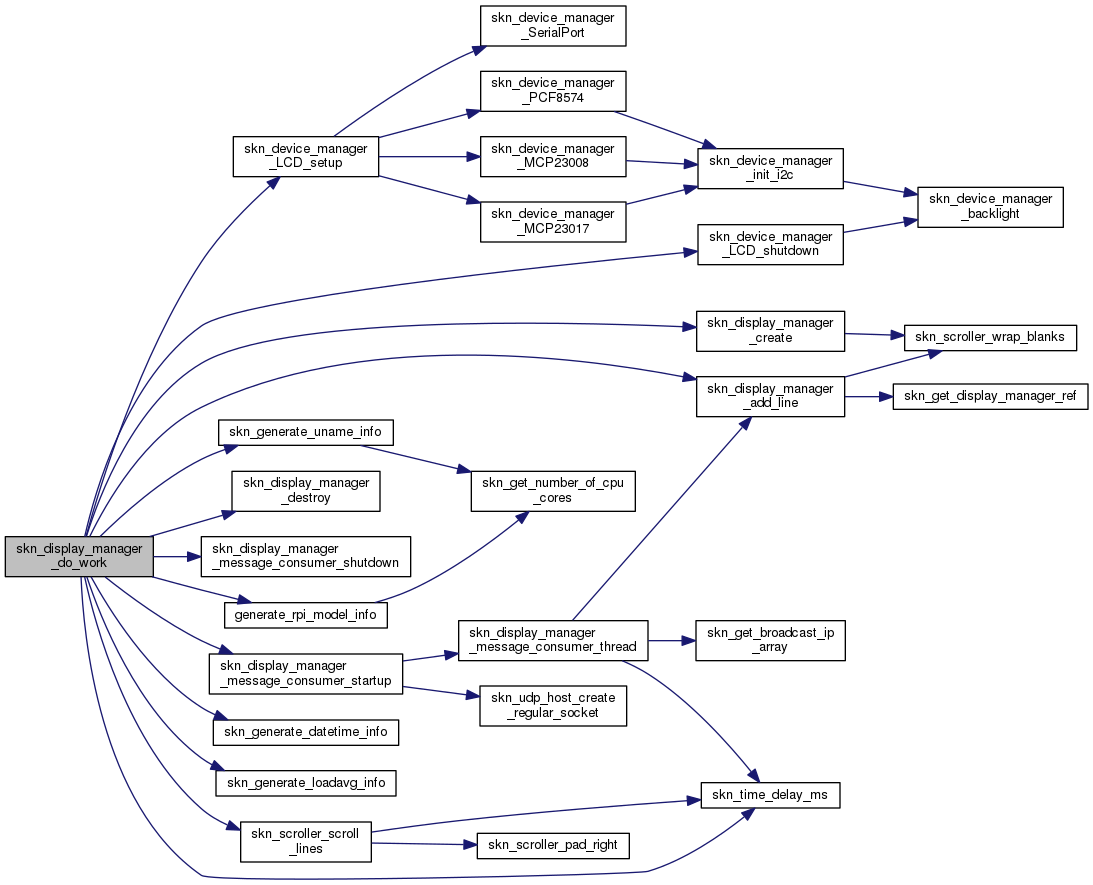 skn_device_manager
_SerialPort
skn_device_manager
_PCF8574
skn_device_manager
_LCD_setup
skn_device_manager
_MCP23008
skn_device_manager
_init_i2c
skn_device_manager
_MCP23017
skn_device_manager
_backlight
skn_device_manager
_LCD_shutdown
skn_display_manager
_create
skn_scroller_wrap_blanks
skn_display_manager
_add_line
skn_get_display_manager_ref
skn_generate_uname_info
skn_display_manager
_destroy
skn_get_number_of_cpu
_cores
skn_display_manager
_do_work
skn_display_manager
_message_consumer_shutdown
generate_rpi_model_info
skn_display_manager
_message_consumer_thread
skn_get_broadcast_ip
_array
skn_display_manager
_message_consumer_startup
skn_udp_host_create
_regular_socket
skn_generate_datetime_info
skn_generate_loadavg_info
skn_time_delay_ms
skn_scroller_scroll
_lines
skn_scroller_pad_right